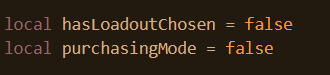 local hasLoadoutChosen = false
local purchasingMode = false